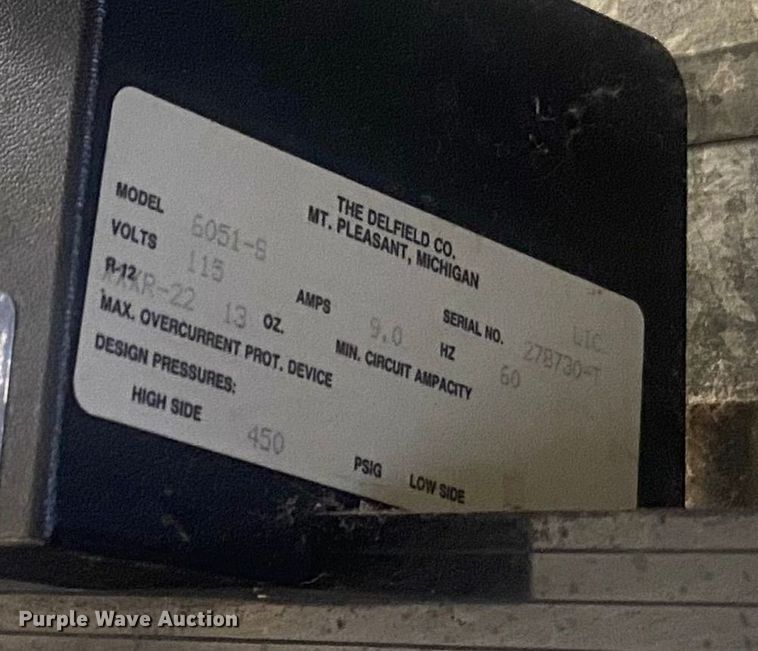 THE DELFIELD CO.
MT. PLEASANT, MICHIGAN
MODEL 6051-S SERIAL NO. 278730-T
VOLTS 115 AMPS 9.0 HZ 60
R-12 XXXR-22 13 OZ. MIN. CIRCUIT AMPACITY
MAX. OVERCURRENT PROT. DEVICE
DESIGN PRESSURES:
HIGH SIDE 450 PSIG LOW SIDE
Purple Wave Auction